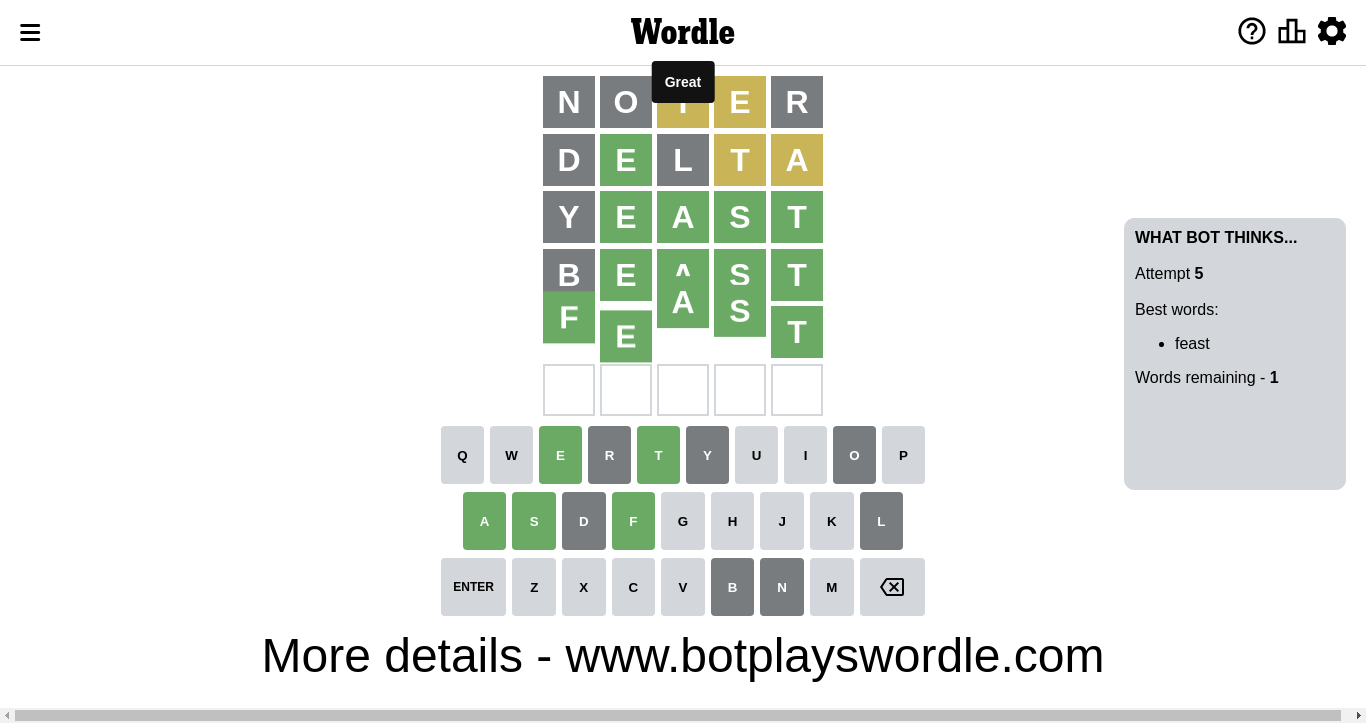 Wordle
Great
N O E R
D E L T A
Y E A S T
B E A S T
F E A S T
WHAT BOT THINKS...
Attempt 5
Best words:
• feast
Words remaining - 1
Q W E R T Y U I O P
A S D F G H J K L
ENTER Z X C V B N M
More details - www.botplayswordle.com